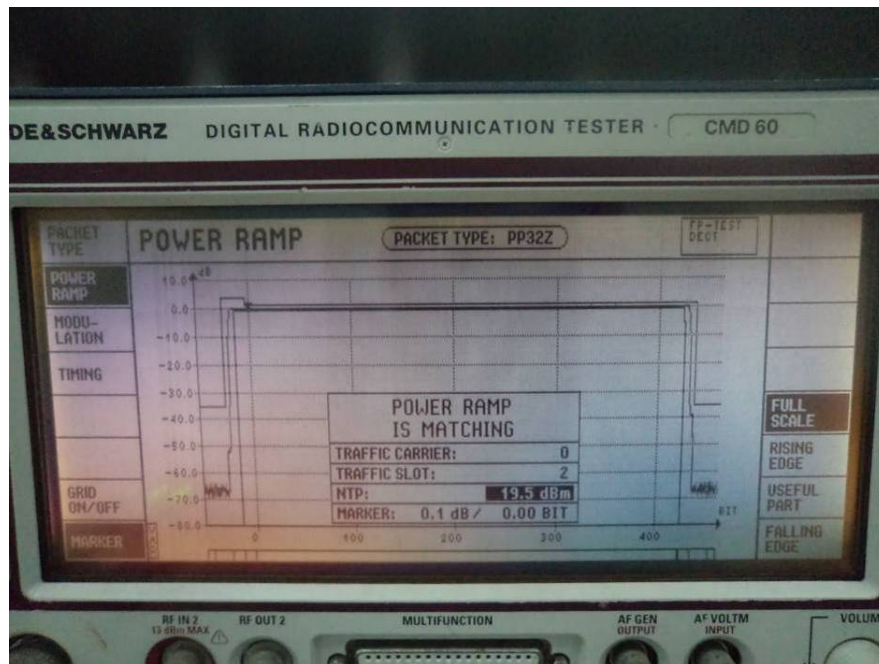 DE&SCHWARZ DIGITAL RADIOCOMMUNICATION TESTER · CMD 60
PACKET
TYPE
POWER RAMP
PACKET TYPE: PP32Z
FP-TEST
DECT
POWER
RAMP
MODU-
LATION
TIMING
GRID
ON/OFF
MARKER
10.0 dB
0.0
-10.0
-20.0
-30.0
-40.0
-50.0
-60.0
-70.0
-80.0
POWER RAMP
IS MATCHING
TRAFFIC CARRIER: 0
TRAFFIC SLOT: 2
NTP: 19.5 dBm
MARKER: 0.1 dB / 0.00 BIT
BIT
0 100 200 300 400
FULL
SCALE
RISING
EDGE
USEFUL
PART
FALLING
EDGE
RF IN 2
13 dBm MAX
RF OUT 2
MULTIFUNCTION
AF GEN
OUTPUT
AF VOLTM
INPUT
VOLUM